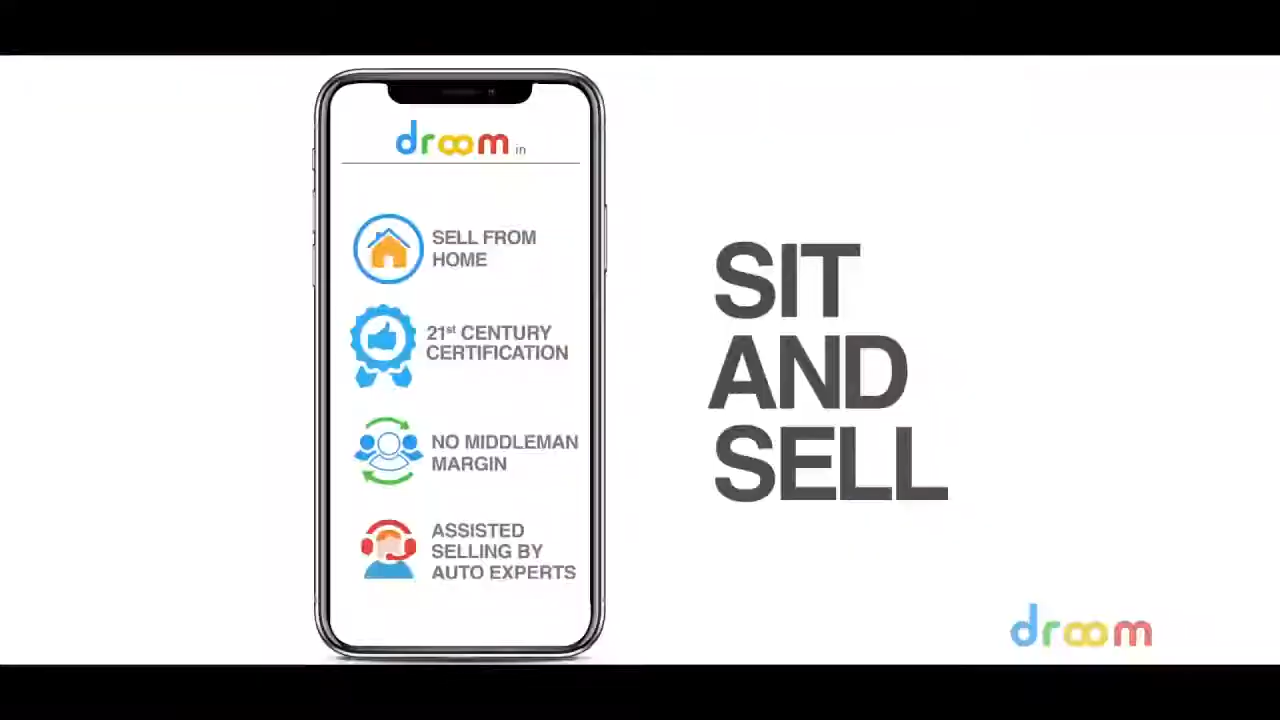 droom in
SELL FROM
HOME
21st CENTURY
CERTIFICATION
NO MIDDLEMAN
MARGIN
ASSISTED
SELLING BY
AUTO EXPERTS
SIT
AND
SELL
droom